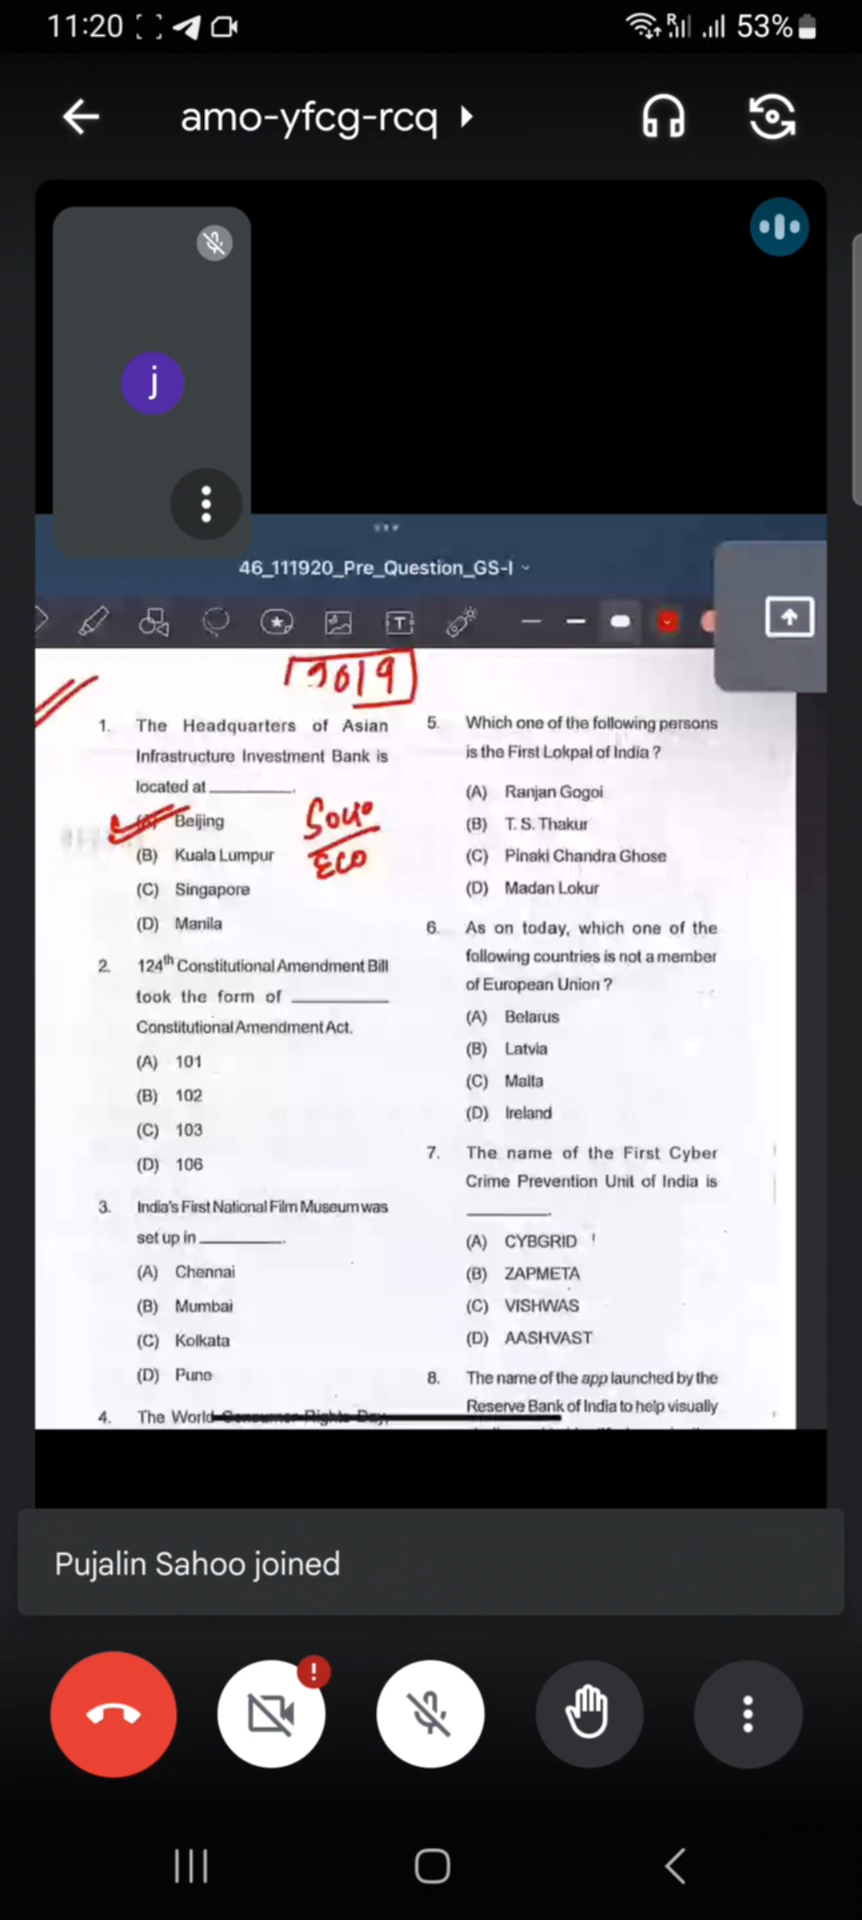 11:20
53%
amo-yfcg-rcq
j
46_111920_Pre_Question_GS-I
2019
1. The Headquarters of Asian
Infrastructure Investment Bank is
located at ________.
(A) Beijing
(B) Kuala Lumpur
(C) Singapore
(D) Manila
ECO
2. 124th Constitutional Amendment Bill
took the form of ________
Constitutional Amendment Act.
(A) 101
(B) 102
(C) 103
(D) 106
3. India's First National Film Museum was
set up in ________.
(A) Chennai
(B) Mumbai
(C) Kolkata
(D) Pune
4. The World Consumer Rights Day,
5. Which one of the following persons
is the First Lokpal of India ?
(A) Ranjan Gogoi
(B) T. S. Thakur
(C) Pinaki Chandra Ghose
(D) Madan Lokur
6. As on today, which one of the
following countries is not a member
of European Union ?
(A) Belarus
(B) Latvia
(C) Malta
(D) Ireland
7. The name of the First Cyber
Crime Prevention Unit of India is
________.
(A) CYBGRID
(B) ZAPMETA
(C) VISHWAS
(D) AASHVAST
8. The name of the app launched by the
Reserve Bank of India to help visually
Pujalin Sahoo joined